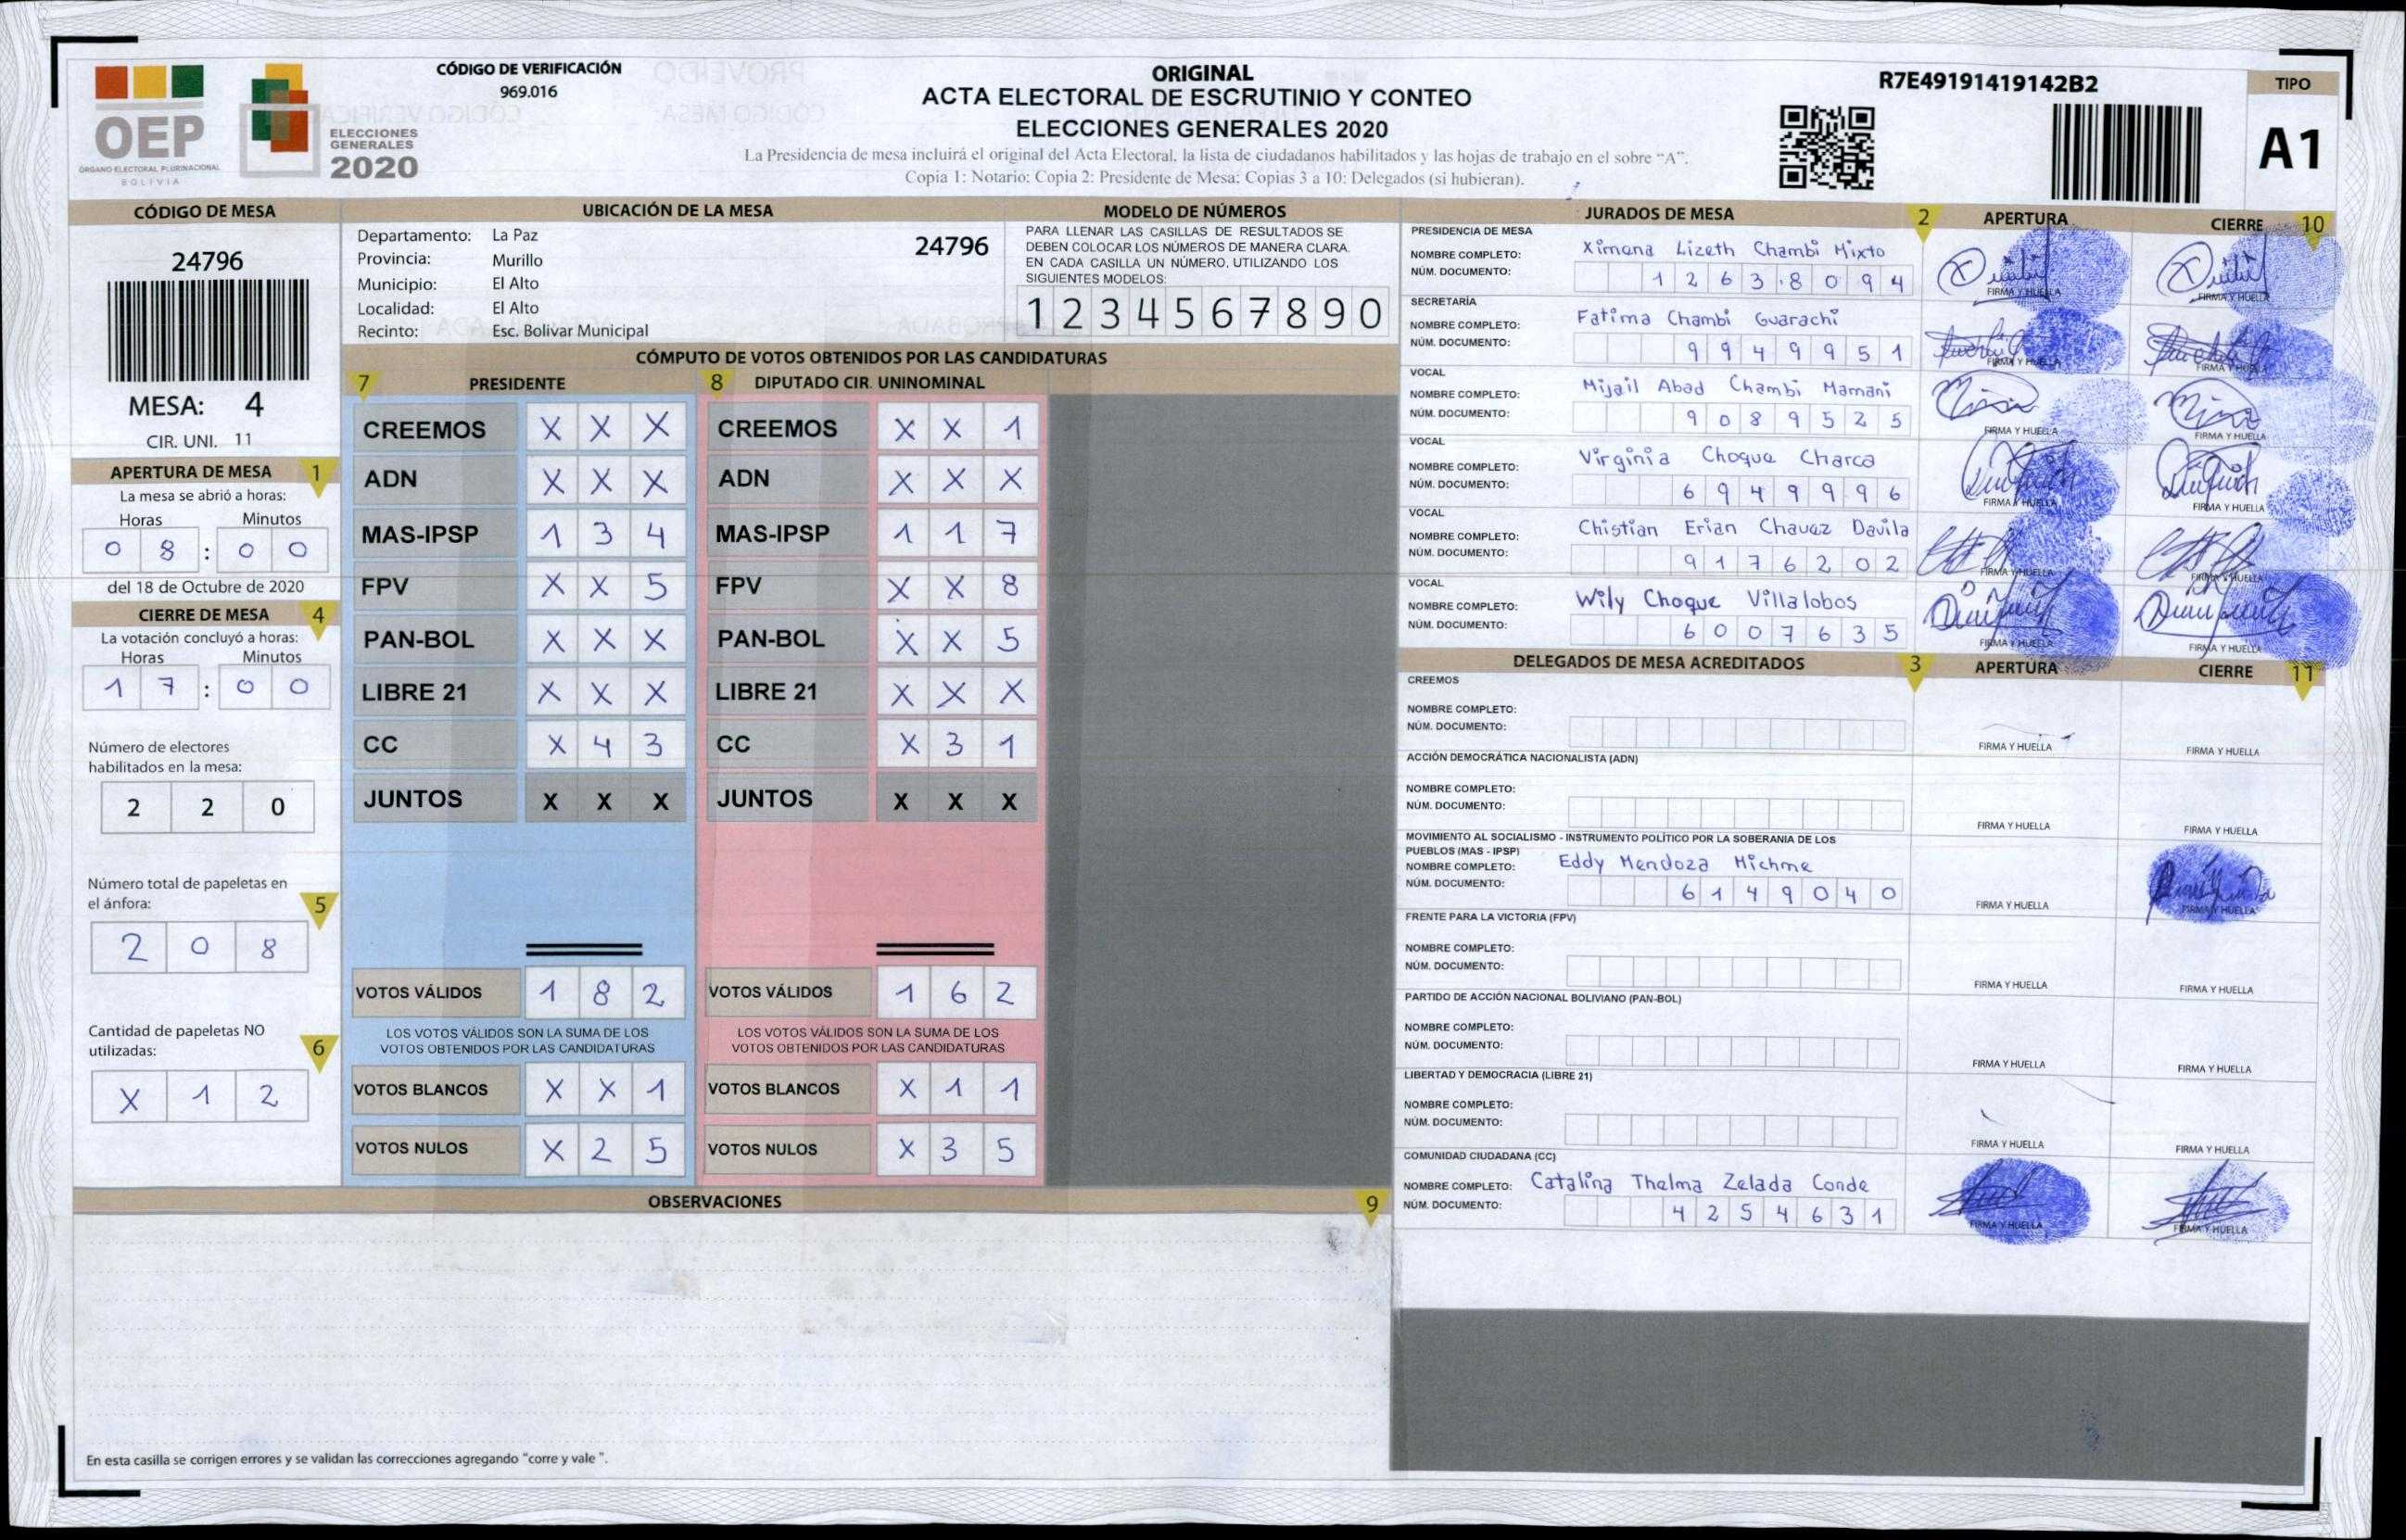 CÓDIGO DE VERIFICACIÓN
969.016
OEP
ÓRGANO ELECTORAL PLURINACIONAL
BOLIVIA
ELECCIONES
GENERALES
2020
ORIGINAL
ACTA ELECTORAL DE ESCRUTINIO Y CONTEO
ELECCIONES GENERALES 2020
La Presidencia de mesa incluirá el original del Acta Electoral, la lista de ciudadanos habilitados y las hojas de trabajo en el sobre “A”.
Copia 1: Notario; Copia 2: Presidente de Mesa; Copias 3 a 10: Delegados (si hubieran).
R7E49191419142B2
TIPO
A1
CÓDIGO DE MESA
24796
MESA: 4
CIR. UNI. 11
APERTURA DE MESA 1
La mesa se abrió a horas:
Horas Minutos
0 8 : 0 0
del 18 de Octubre de 2020
CIERRE DE MESA 4
La votación concluyó a horas:
Horas Minutos
1 7 : 0 0
Número de electores
habilitados en la mesa:
2 2 0
Número total de papeletas en
el ánfora: 5
2 0 8
Cantidad de papeletas NO
utilizadas: 6
X 1 2
UBICACIÓN DE LA MESA
Departamento: La Paz
24796
Provincia: Murillo
Municipio: El Alto
Localidad: El Alto
Recinto: Esc. Bolivar Municipal
MODELO DE NÚMEROS
PARA LLENAR LAS CASILLAS DE RESULTADOS SE
DEBEN COLOCAR LOS NÚMEROS DE MANERA CLARA.
EN CADA CASILLA UN NÚMERO, UTILIZANDO LOS
SIGUIENTES MODELOS:
1 2 3 4 5 6 7 8 9 0
CÓMPUTO DE VOTOS OBTENIDOS POR LAS CANDIDATURAS
7 PRESIDENTE
CREEMOS X X X
ADN X X X
MAS-IPSP 1 3 4
FPV X X 5
PAN-BOL X X X
LIBRE 21 X X X
CC X 4 3
JUNTOS X X X
VOTOS VÁLIDOS 1 8 2
LOS VOTOS VÁLIDOS SON LA SUMA DE LOS
VOTOS OBTENIDOS POR LAS CANDIDATURAS
VOTOS BLANCOS X X 1
VOTOS NULOS X 2 5
8 DIPUTADO CIR. UNINOMINAL
CREEMOS X X 1
ADN X X X
MAS-IPSP 1 1 7
FPV X X 8
PAN-BOL X X 5
LIBRE 21 X X X
CC X 3 1
JUNTOS X X X
VOTOS VÁLIDOS 1 6 2
LOS VOTOS VÁLIDOS SON LA SUMA DE LOS
VOTOS OBTENIDOS POR LAS CANDIDATURAS
VOTOS BLANCOS X 1 1
VOTOS NULOS X 3 5
OBSERVACIONES 9
En esta casilla se corrigen errores y se validan las correcciones agregando “corre y vale”.
JURADOS DE MESA 2 APERTURA CIERRE 10
PRESIDENCIA DE MESA
NOMBRE COMPLETO: Ximena Lizeth Chambi Mixto
NÚM. DOCUMENTO: 1 2 6 3 8 0 9 4
FIRMA Y HUELLA FIRMA Y HUELLA
SECRETARÍA
NOMBRE COMPLETO: Fatima Chambi Guarachi
NÚM. DOCUMENTO: 9 9 4 9 9 5 1
FIRMA Y HUELLA FIRMA Y HUELLA
VOCAL
NOMBRE COMPLETO: Mijail Abad Chambi Mamani
NÚM. DOCUMENTO: 9 0 8 9 5 2 5
FIRMA Y HUELLA FIRMA Y HUELLA
VOCAL
NOMBRE COMPLETO: Virginia Choque Charca
NÚM. DOCUMENTO: 6 9 4 9 9 9 6
FIRMA Y HUELLA FIRMA Y HUELLA
VOCAL
NOMBRE COMPLETO: Chistian Erian Chavez Davila
NÚM. DOCUMENTO: 9 1 7 6 2 0 2
FIRMA Y HUELLA FIRMA Y HUELLA
VOCAL
NOMBRE COMPLETO: Wily Choque Villalobos
NÚM. DOCUMENTO: 6 0 0 7 6 3 5
FIRMA Y HUELLA FIRMA Y HUELLA
DELEGADOS DE MESA ACREDITADOS 3 APERTURA CIERRE 11
CREEMOS
NOMBRE COMPLETO:
NÚM. DOCUMENTO:
FIRMA Y HUELLA FIRMA Y HUELLA
ACCIÓN DEMOCRÁTICA NACIONALISTA (ADN)
NOMBRE COMPLETO:
NÚM. DOCUMENTO:
FIRMA Y HUELLA FIRMA Y HUELLA
MOVIMIENTO AL SOCIALISMO - INSTRUMENTO POLÍTICO POR LA SOBERANIA DE LOS
PUEBLOS (MAS - IPSP)
NOMBRE COMPLETO: Eddy Mendoza Michme
NÚM. DOCUMENTO: 6 1 4 9 0 4 0
FIRMA Y HUELLA FIRMA Y HUELLA
FRENTE PARA LA VICTORIA (FPV)
NOMBRE COMPLETO:
NÚM. DOCUMENTO:
FIRMA Y HUELLA FIRMA Y HUELLA
PARTIDO DE ACCIÓN NACIONAL BOLIVIANO (PAN-BOL)
NOMBRE COMPLETO:
NÚM. DOCUMENTO:
FIRMA Y HUELLA FIRMA Y HUELLA
LIBERTAD Y DEMOCRACIA (LIBRE 21)
NOMBRE COMPLETO:
NÚM. DOCUMENTO:
FIRMA Y HUELLA FIRMA Y HUELLA
COMUNIDAD CIUDADANA (CC)
NOMBRE COMPLETO: Catalina Thelma Zelada Conde
NÚM. DOCUMENTO: 4 2 5 4 6 3 1
FIRMA Y HUELLA FIRMA Y HUELLA